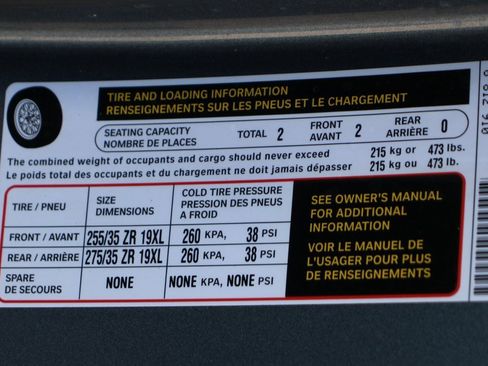 TIRE AND LOADING INFORMATION
RENSEIGNEMENTS SUR LES PNEUS ET LE CHARGEMENT
SEATING CAPACITY
NOMBRE DE PLACES
TOTAL 2
FRONT
AVANT 2
REAR
ARRIÈRE 0
The combined weight of occupants and cargo should never exceed 215 kg or 473 lbs.
Le poids total des occupants et du chargement ne doit jamais dépasser 215 kg ou 473 lb.
TIRE / PNEU
SIZE
DIMENSIONS
COLD TIRE PRESSURE
PRESSION DES PNEUS
A FROID
FRONT / AVANT 255/35 ZR 19XL 260 KPA, 38 PSI
REAR / ARRIÈRE 275/35 ZR 19XL 260 KPA, 38 PSI
SPARE
DE SECOURS
NONE NONE KPA, NONE PSI
SEE OWNER'S MANUAL
FOR ADDITIONAL
INFORMATION
VOIR LE MANUEL DE
L'USAGER POUR PLUS
DE RENSEIGNEMENTS